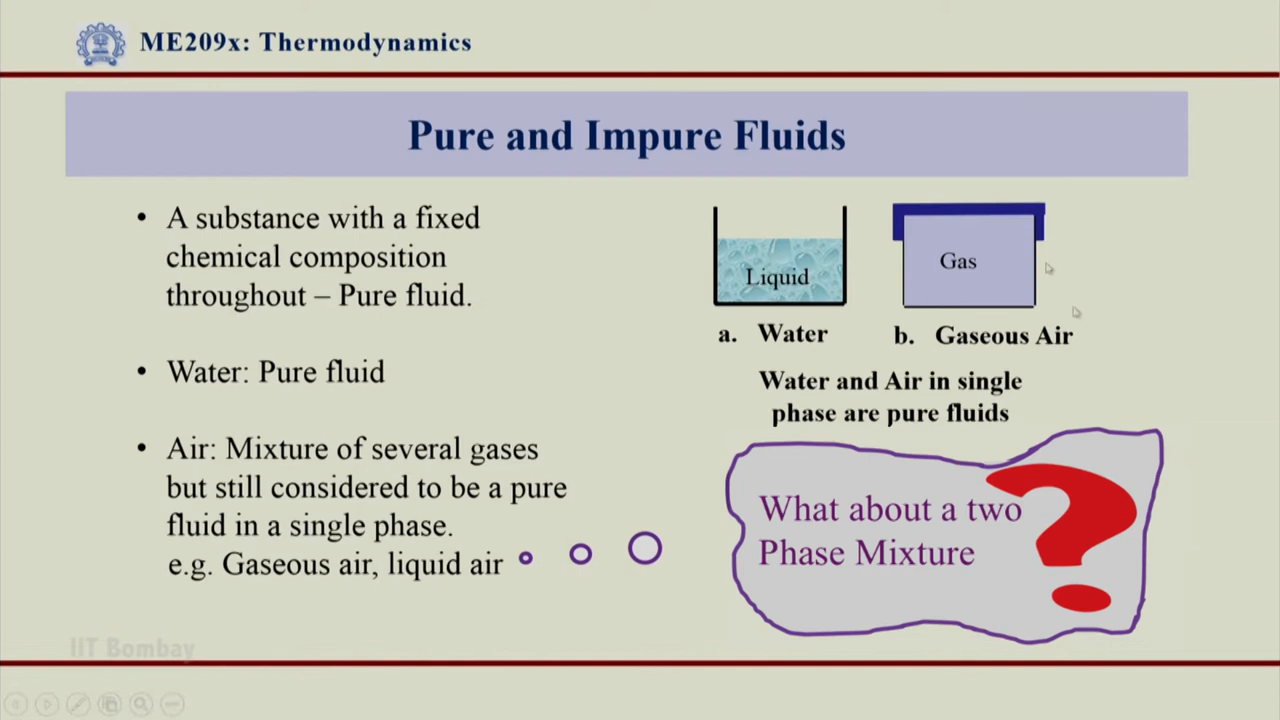 ME209x: Thermodynamics
Pure and Impure Fluids
• A substance with a fixed
chemical composition
throughout – Pure fluid.
• Water: Pure fluid
• Air: Mixture of several gases
but still considered to be a pure
fluid in a single phase.
e.g. Gaseous air, liquid air
Liquid
Gas
a. Water
b. Gaseous Air
Water and Air in single
phase are pure fluids
What about a two
Phase Mixture
?
IIT Bombay